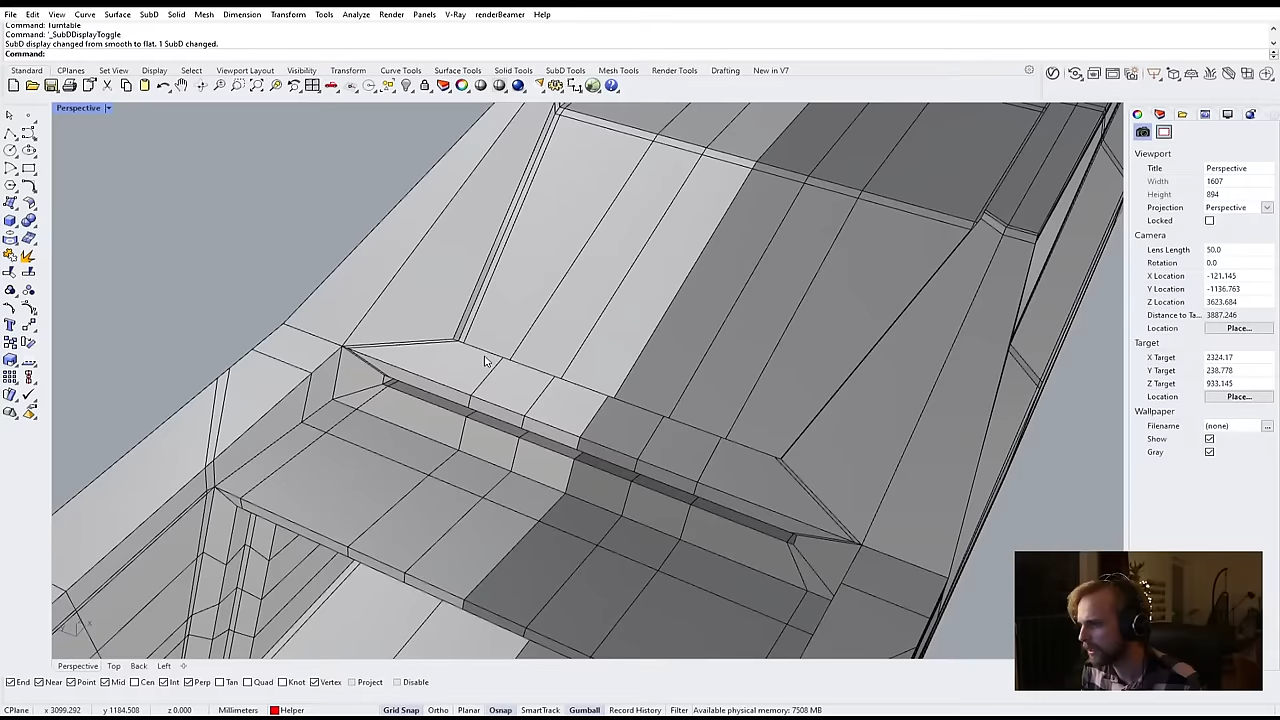 File Edit View Curve Surface SubD Solid Mesh Dimension Transform Tools Analyze Render Panels V-Ray renderBeamer Help
Command: Turntable
Command: '_SubDDisplayToggle
SubD display changed from smooth to flat. 1 SubD changed.
Command:
Standard CPlanes Set View Display Select Viewport Layout Visibility Transform Curve Tools Surface Tools Solid Tools SubD Tools Mesh Tools Render Tools Drafting New in V7
Perspective
Viewport
Title Perspective
Width 1607
Height 894
Projection Perspective
Locked
Camera
Lens Length 50.0
Rotation 0.0
X Location -121.145
Y Location -1136.763
Z Location 3623.684
Distance to Ta... 3887.246
Location Place...
Target
X Target 2324.17
Y Target 238.778
Z Target 933.145
Location Place...
Wallpaper
Filename (none) ...
Show
Gray
Perspective Top Back Left
End Near Point Mid Cen Int Perp Tan Quad Knot Vertex Project Disable
CPlane x 3099.292 y 1184.508 z 0.000 Millimeters Helper Grid Snap Ortho Planar Osnap SmartTrack Gumball Record History Filter Available physical memory: 7508 MB